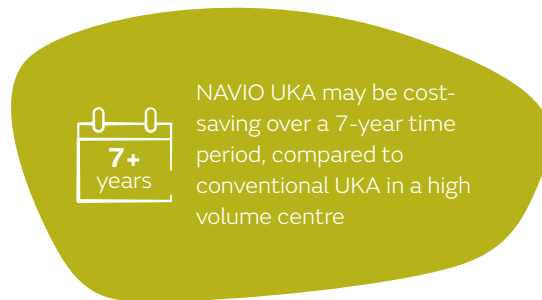 7+
years
NAVIO UKA may be cost-
saving over a 7-year time
period, compared to
conventional UKA in a high
volume centre